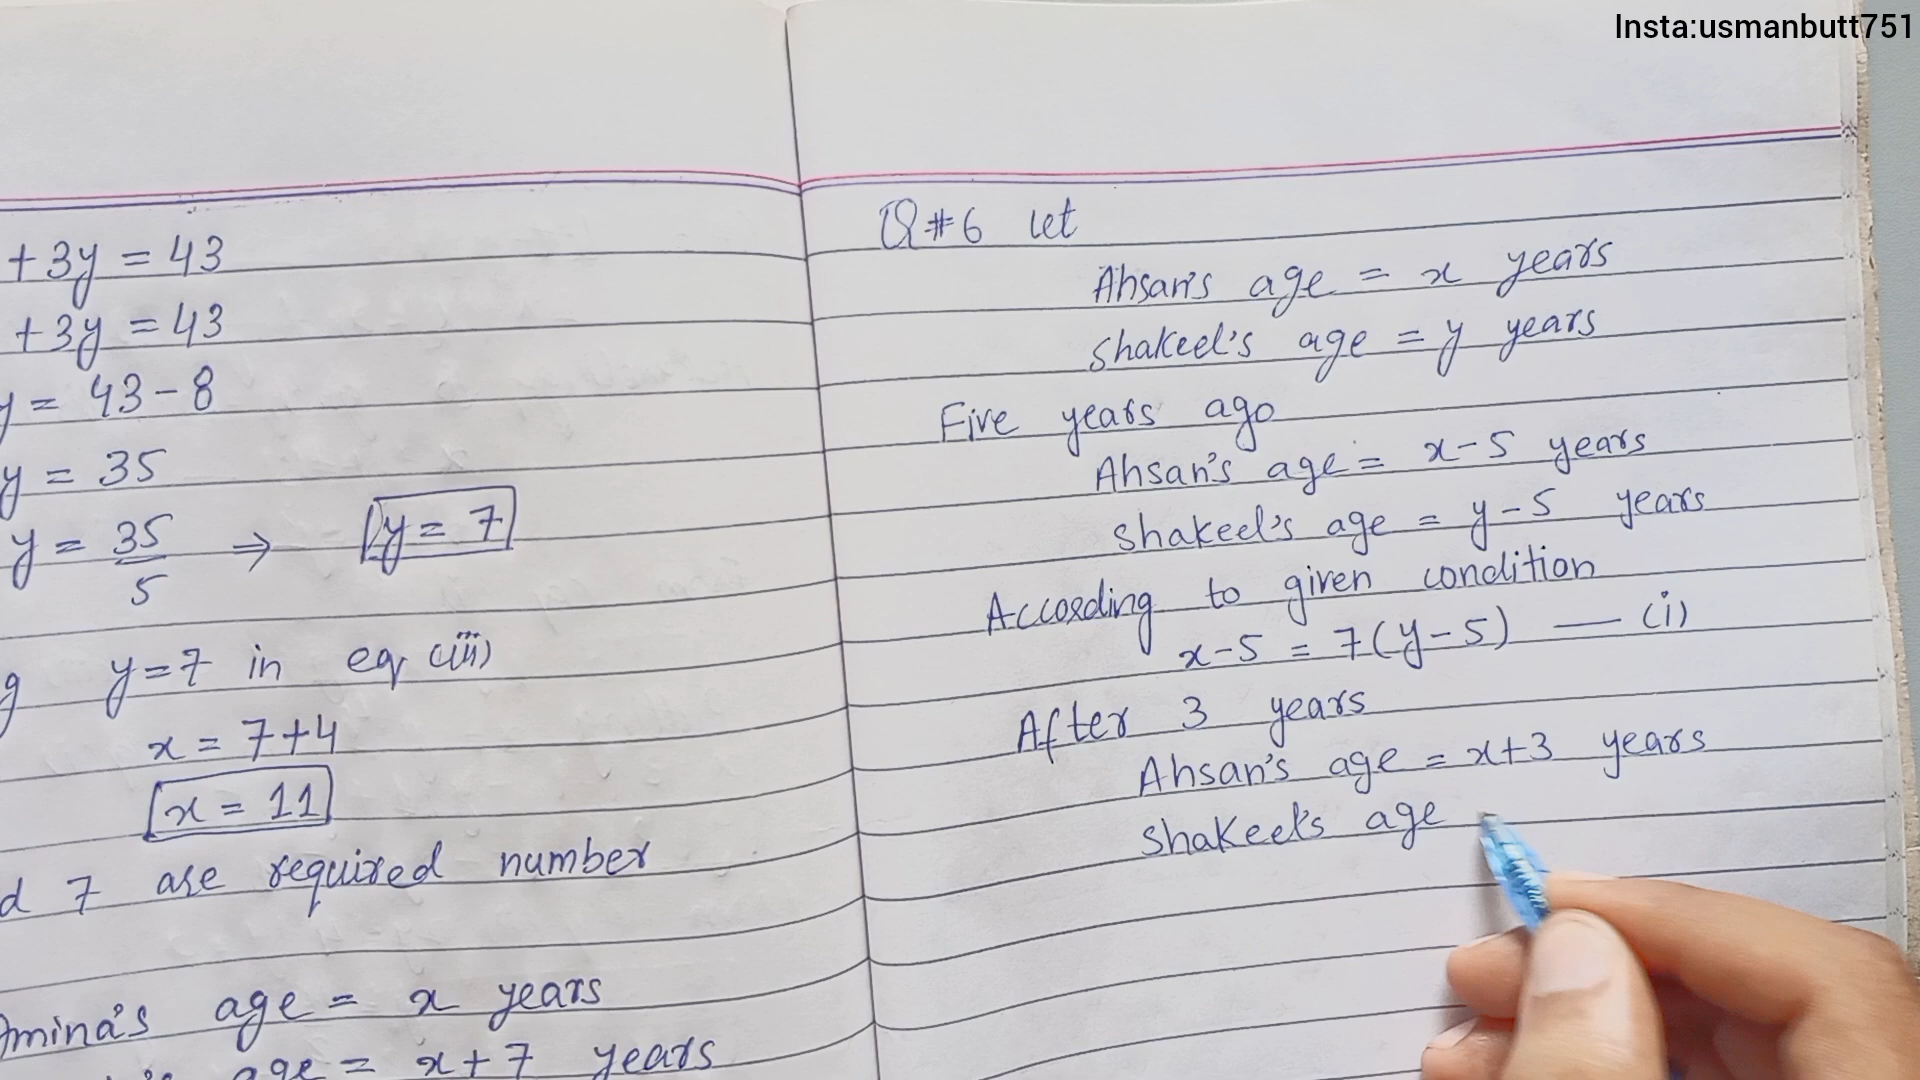 Insta:usmanbutt751
+3y = 43
+3y = 43
y = 43-8
y = 35
y = 35/5 ⇒ y = 7
y=7 in eq (iii)
x = 7+4
x = 11
7 are required number
Amina's age = x years
age = x+7 years
Q#6 let
Ahsan's age = x years
Shakeel's age = y years
Five years ago
Ahsan's age = x-5 years
Shakeel's age = y-5 years
According to given condition
x-5 = 7(y-5) — (i)
After 3 years
Ahsan's age = x+3 years
Shakeel's age